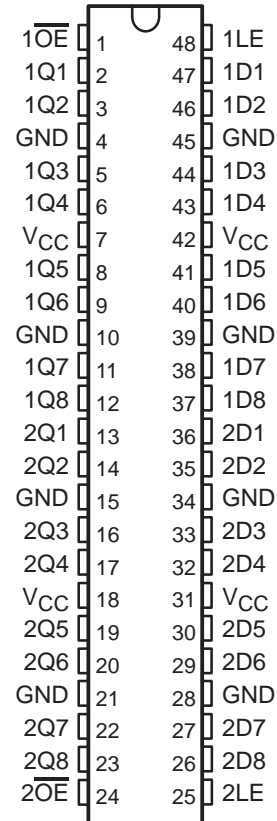 1O̅E̅ 1 48 1LE
1Q1 2 47 1D1
1Q2 3 46 1D2
GND 4 45 GND
1Q3 5 44 1D3
1Q4 6 43 1D4
VCC 7 42 VCC
1Q5 8 41 1D5
1Q6 9 40 1D6
GND 10 39 GND
1Q7 11 38 1D7
1Q8 12 37 1D8
2Q1 13 36 2D1
2Q2 14 35 2D2
GND 15 34 GND
2Q3 16 33 2D3
2Q4 17 32 2D4
VCC 18 31 VCC
2Q5 19 30 2D5
2Q6 20 29 2D6
GND 21 28 GND
2Q7 22 27 2D7
2Q8 23 26 2D8
2O̅E̅ 24 25 2LE